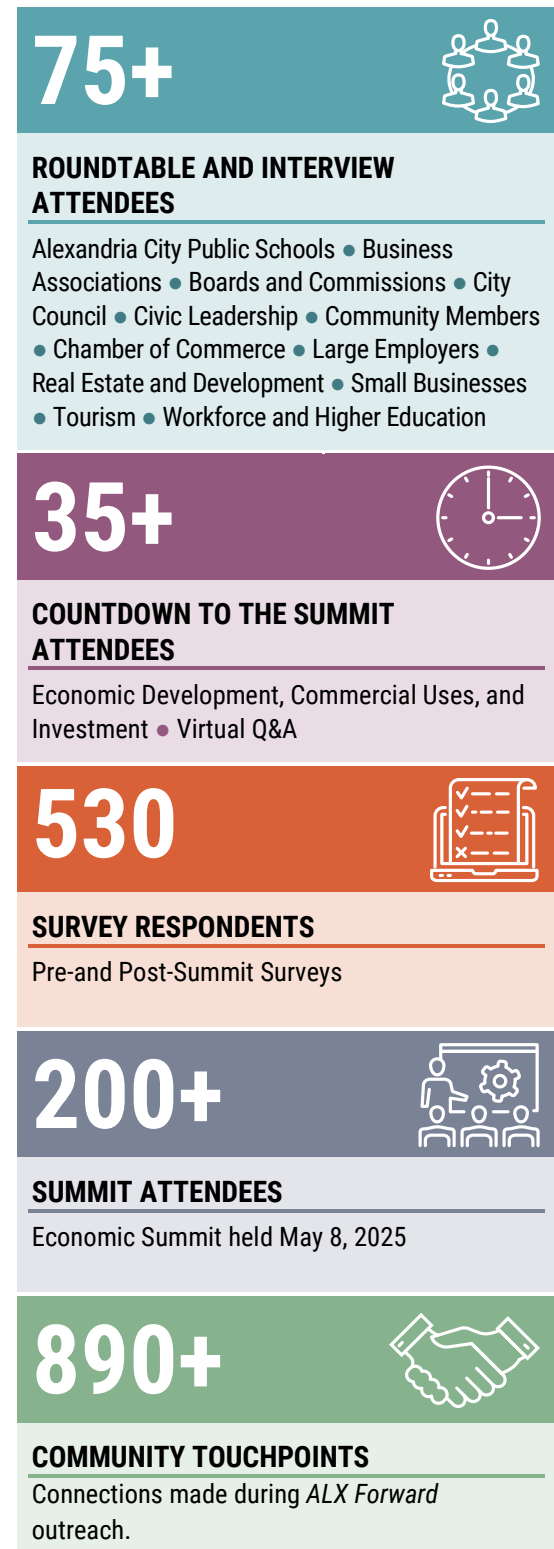 75+
ROUNDTABLE AND INTERVIEW
ATTENDEES
Alexandria City Public Schools ● Business
Associations ● Boards and Commissions ● City
Council ● Civic Leadership ● Community Members
● Chamber of Commerce ● Large Employers ●
Real Estate and Development ● Small Businesses
● Tourism ● Workforce and Higher Education
35+
COUNTDOWN TO THE SUMMIT
ATTENDEES
Economic Development, Commercial Uses, and
Investment ● Virtual Q&A
530
SURVEY RESPONDENTS
Pre-and Post-Summit Surveys
200+
SUMMIT ATTENDEES
Economic Summit held May 8, 2025
890+
COMMUNITY TOUCHPOINTS
Connections made during ALX Forward
outreach.